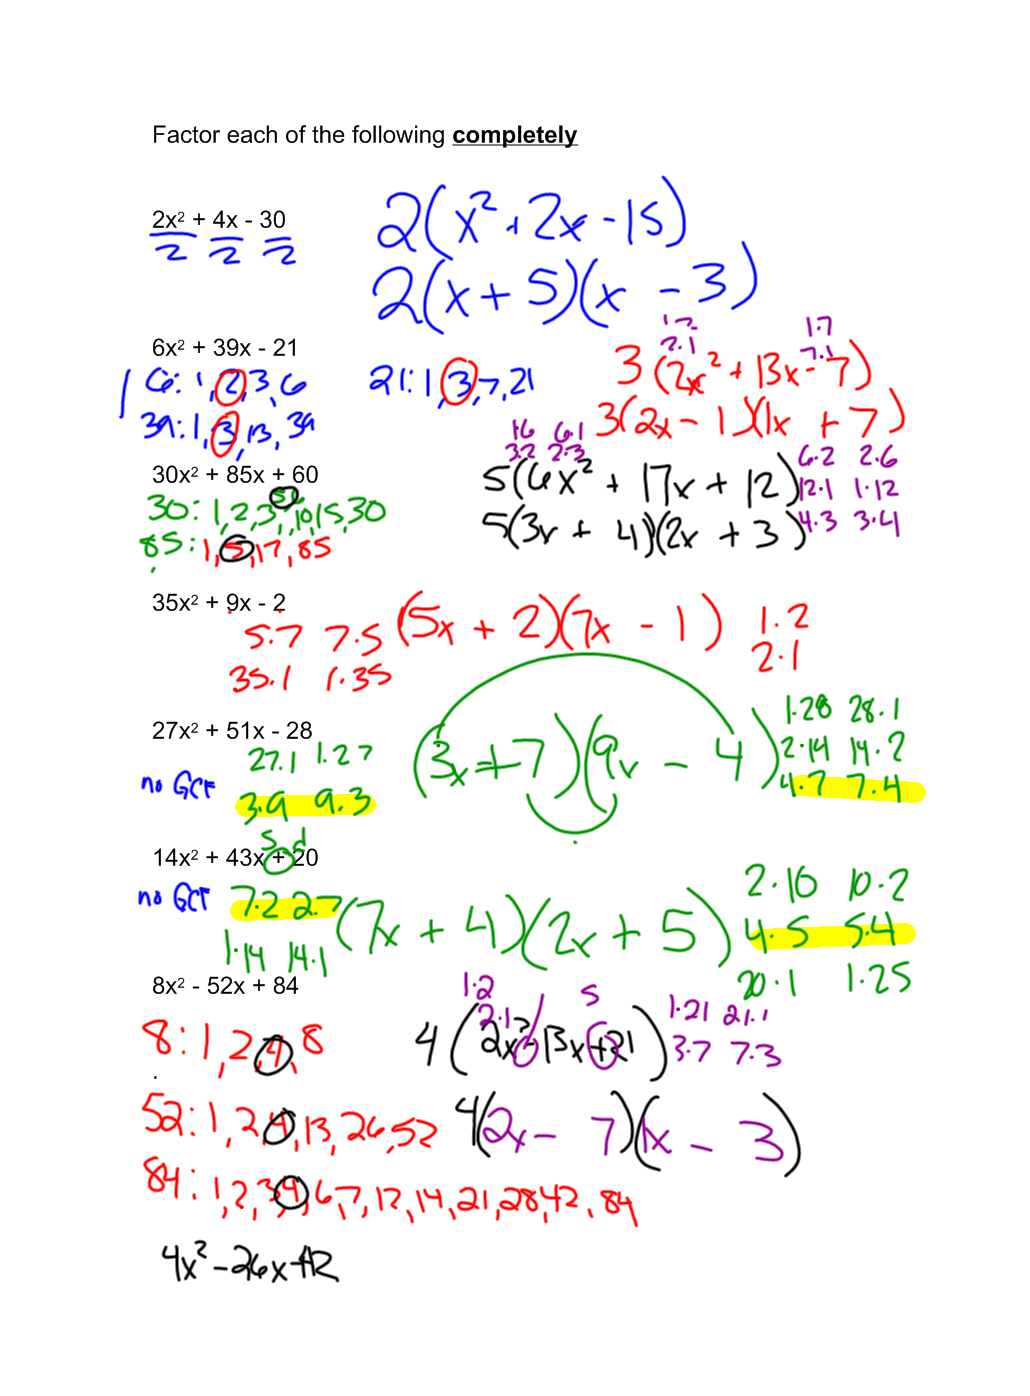 Factor each of the following completely
2x² + 4x - 30
2 2 2
2(x² + 2x - 15)
2(x + 5)(x - 3)
6x² + 39x - 21
6: 1, 2, 3, 6
39: 1, 3, 13, 39
21: 1, 3, 7, 21
1·2 1·7
2·1 7·1
3(2x² + 13x - 7)
3(2x - 1)(1x + 7)
30x² + 85x + 60
30: 1, 2, 3, 5, 10, 15, 30
85: 1, 5, 17, 85
1·6 6·1
3·2 2·3
5(6x² + 17x + 12)
5(3x + 4)(2x + 3)
6·2 2·6
12·1 1·12
4·3 3·4
35x² + 9x - 2
5·7 7·5
35·1 1·35
(5x + 2)(7x - 1)
1·2
2·1
27x² + 51x - 28
no GCF
27·1 1·27
3·9 9·3
(3x + 7)(9x - 4)
1·28 28·1
2·14 14·2
4·7 7·4
14x² + 43x + 20
s d
no GCF
7·2 2·7
1·14 14·1
(7x + 4)(2x + 5)
2·10 10·2
4·5 5·4
20·1 1·25
8x² - 52x + 84
8: 1, 2, 4, 8
52: 1, 2, 4, 13, 26, 52
84: 1, 2, 3, 4, 6, 7, 12, 14, 21, 28, 42, 84
4x² - 26x + 42
1·2 s
2·1
4(2x² - 13x + 21)
1·21 21·1
3·7 7·3
4(2x - 7)(1x - 3)